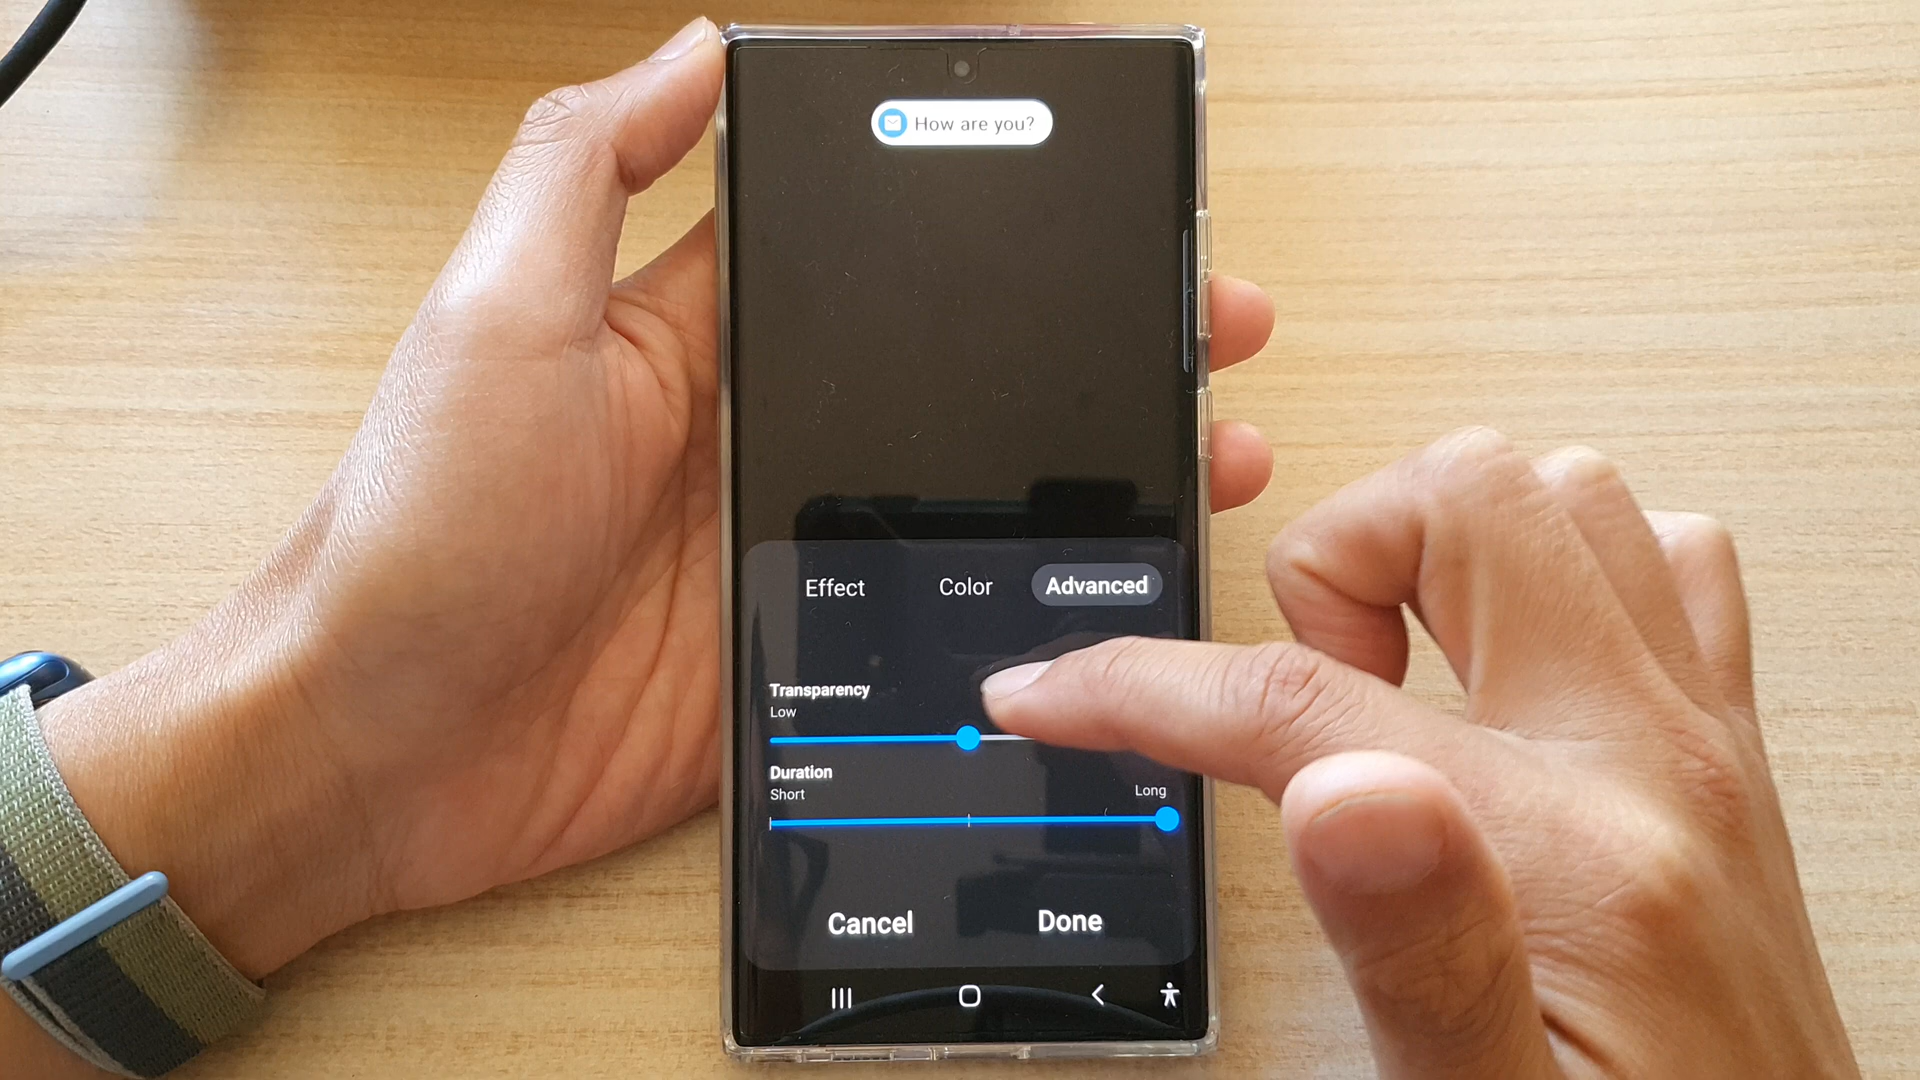 How are you?
Effect Color Advanced
Transparency
Low
Duration
Short Long
Cancel Done